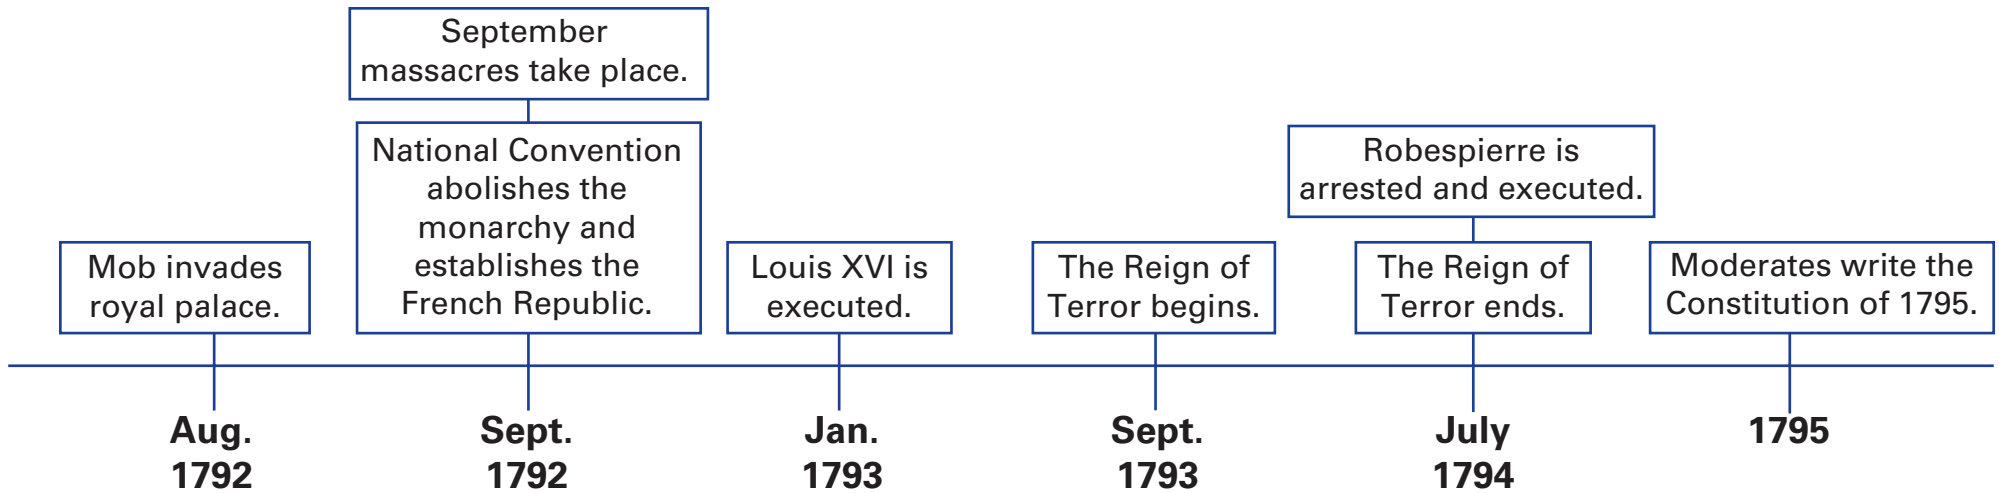 September
massacres take place.
National Convention
abolishes the
monarchy and
establishes the
French Republic.
Robespierre is
arrested and executed.
Mob invades
royal palace.
Louis XVI is
executed.
The Reign of
Terror begins.
The Reign of
Terror ends.
Moderates write the
Constitution of 1795.
Aug.
1792
Sept.
1792
Jan.
1793
Sept.
1793
July
1794
1795